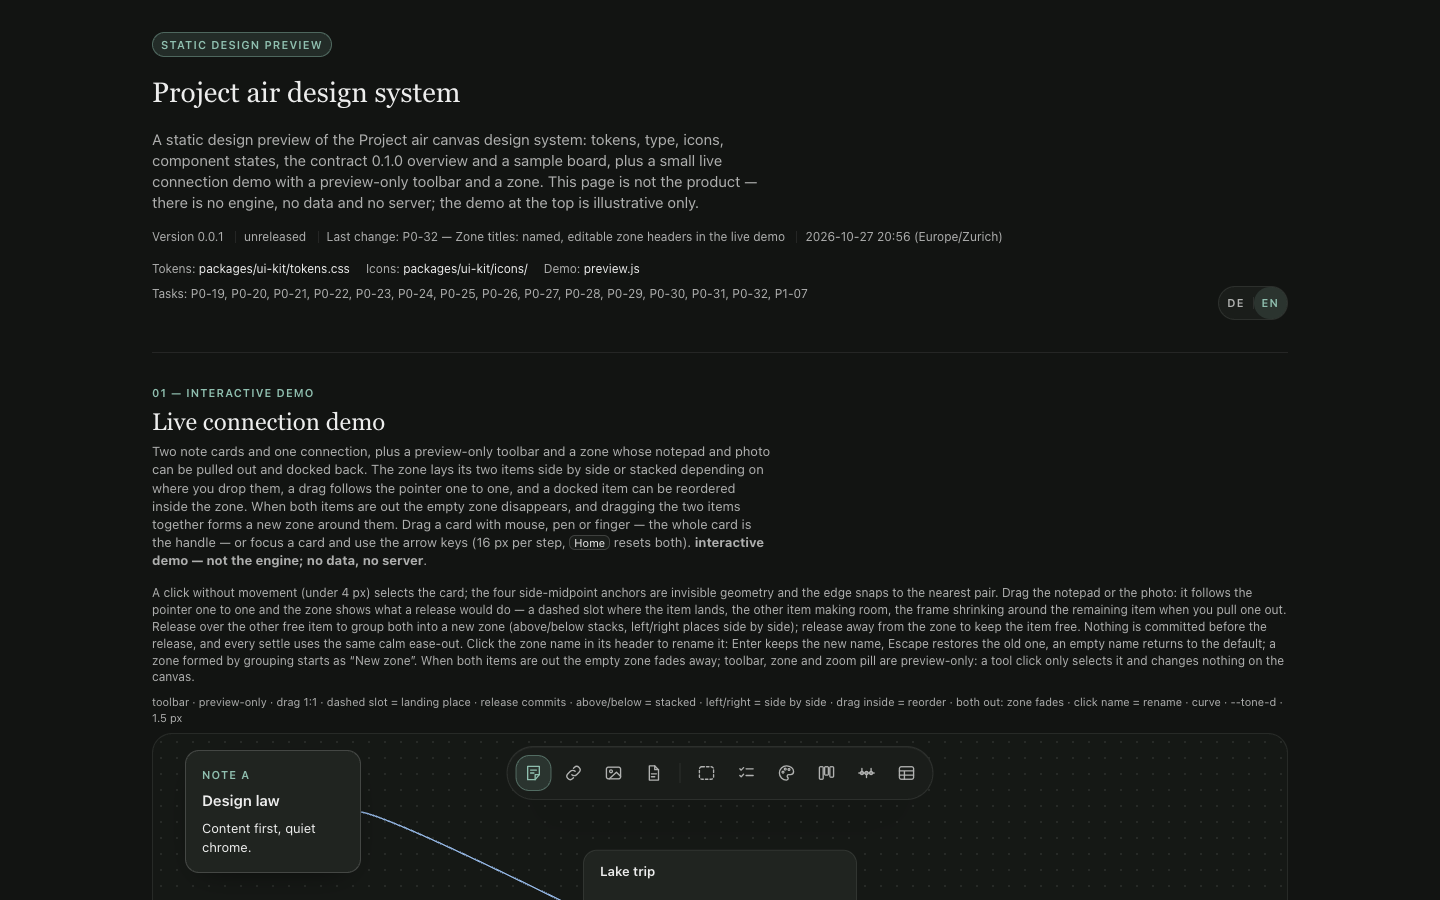 STATIC DESIGN PREVIEW
Project air design system
A static design preview of the Project air canvas design system: tokens, type, icons,
component states, the contract 0.1.0 overview and a sample board, plus a small live
connection demo with a preview-only toolbar and a zone. This page is not the product —
there is no engine, no data and no server; the demo at the top is illustrative only.
Version 0.0.1 unreleased Last change: P0-32 — Zone titles: named, editable zone headers in the live demo 2026-10-27 20:56 (Europe/Zurich)
Tokens: packages/ui-kit/tokens.css Icons: packages/ui-kit/icons/ Demo: preview.js
Tasks: P0-19, P0-20, P0-21, P0-22, P0-23, P0-24, P0-25, P0-26, P0-27, P0-28, P0-29, P0-30, P0-31, P0-32, P1-07
DE EN
01 — INTERACTIVE DEMO
Live connection demo
Two note cards and one connection, plus a preview-only toolbar and a zone whose notepad and photo
can be pulled out and docked back. The zone lays its two items side by side or stacked depending on
where you drop them, a drag follows the pointer one to one, and a docked item can be reordered
inside the zone. When both items are out the empty zone disappears, and dragging the two items
together forms a new zone around them. Drag a card with mouse, pen or finger — the whole card is
the handle — or focus a card and use the arrow keys (16 px per step, Home resets both). interactive
demo — not the engine; no data, no server.
A click without movement (under 4 px) selects the card; the four side-midpoint anchors are invisible geometry and the edge snaps to the nearest pair. Drag the notepad or the photo: it follows the
pointer one to one and the zone shows what a release would do — a dashed slot where the item lands, the other item making room, the frame shrinking around the remaining item when you pull one out.
Release over the other free item to group both into a new zone (above/below stacks, left/right places side by side); release away from the zone to keep the item free. Nothing is committed before the
release, and every settle uses the same calm ease-out. Click the zone name in its header to rename it: Enter keeps the new name, Escape restores the old one, an empty name returns to the default; a
zone formed by grouping starts as “New zone”. When both items are out the empty zone fades away; toolbar, zone and zoom pill are preview-only: a tool click only selects it and changes nothing on the
canvas.
toolbar · preview-only · drag 1:1 · dashed slot = landing place · release commits · above/below = stacked · left/right = side by side · drag inside = reorder · both out: zone fades · click name = rename · curve · --tone-d ·
1.5 px
NOTE A
Design law
Content first, quiet
chrome.
Lake trip